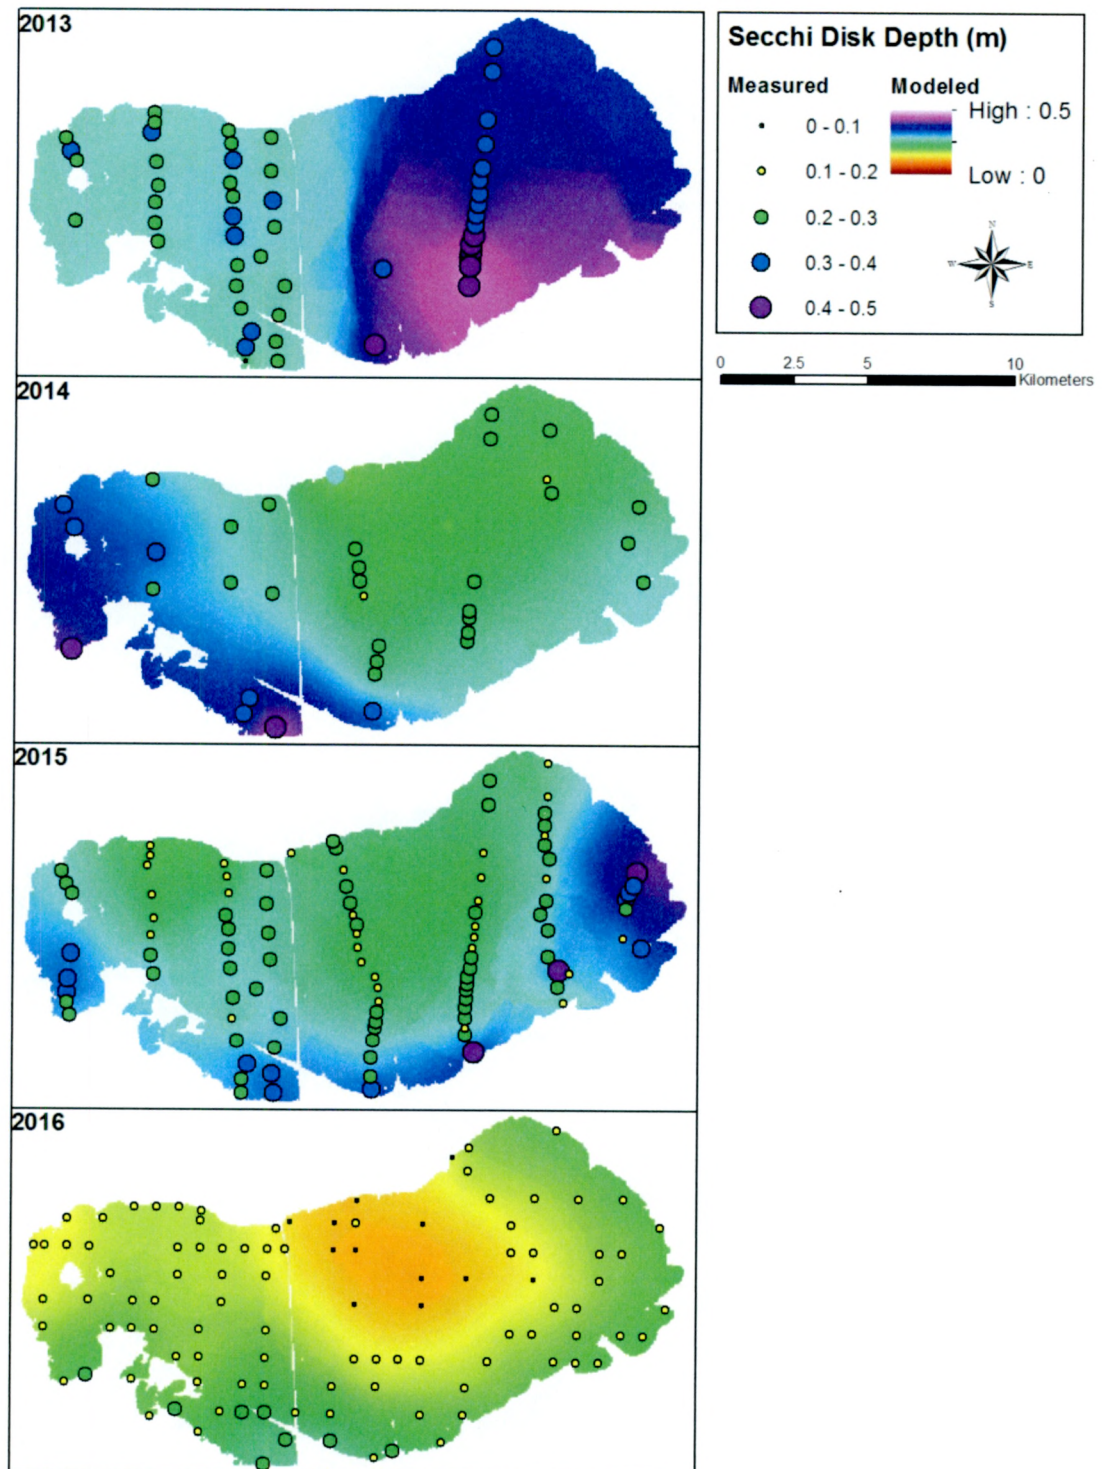 2013
Secchi Disk Depth (m)
Measured Modeled
0 - 0.1
0.1 - 0.2
0.2 - 0.3
0.3 - 0.4
0.4 - 0.5
High : 0.5
Low : 0
N
W E
S
0 2.5 5 10
Kilometers
2014
2015
2016